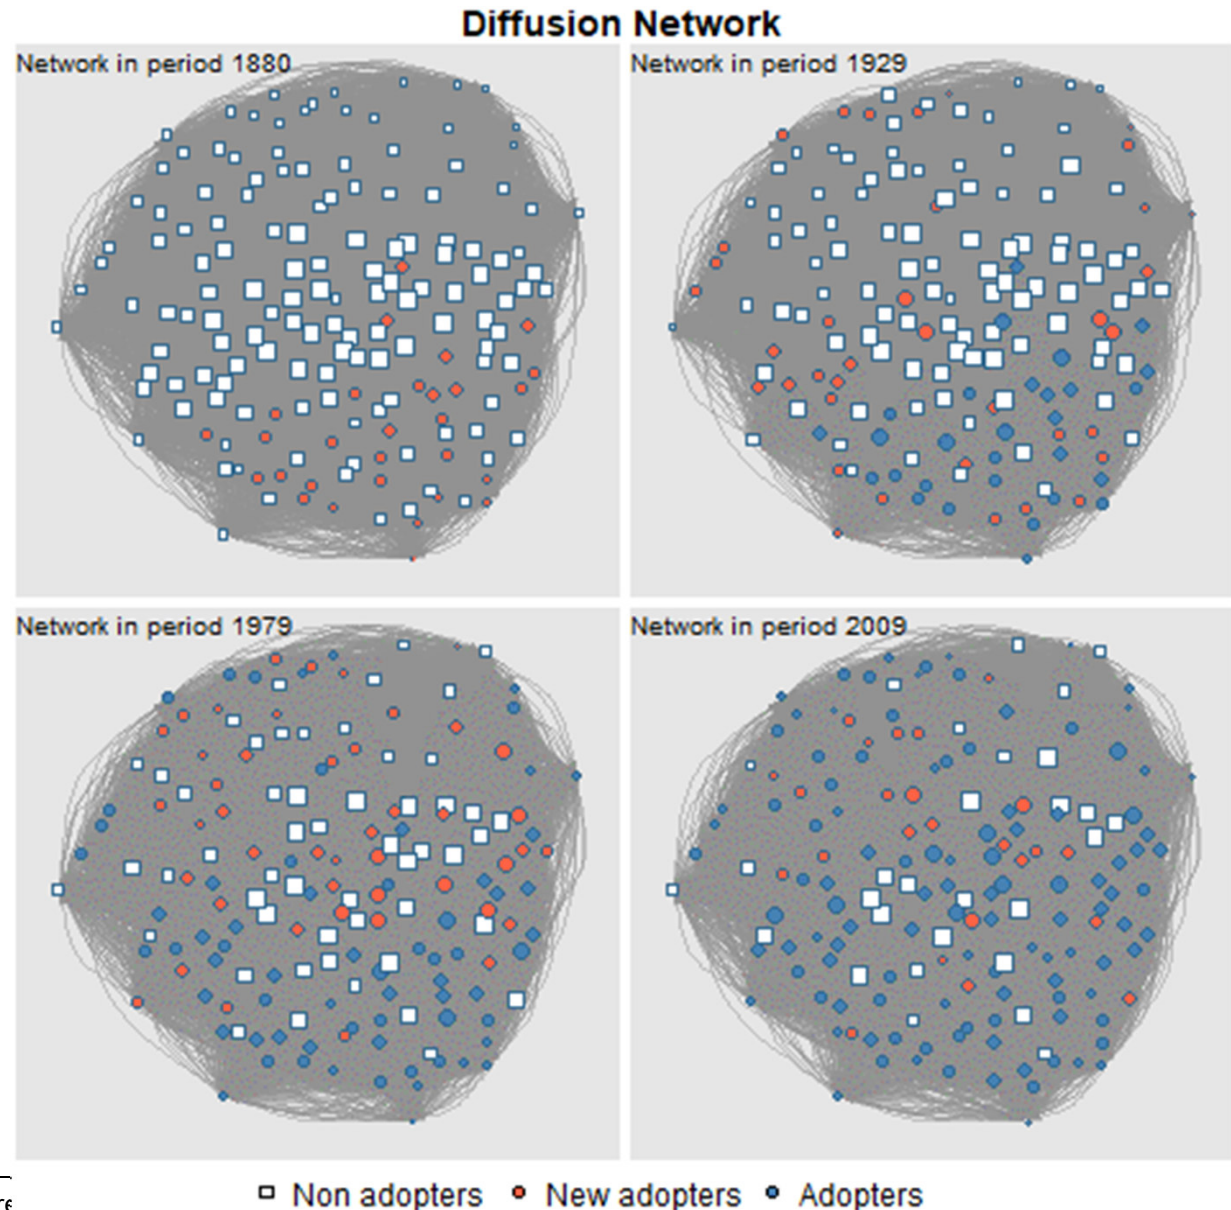 Diffusion Network
Network in period 1880
Network in period 1929
Network in period 1979
Network in period 2009
Non adopters New adopters Adopters